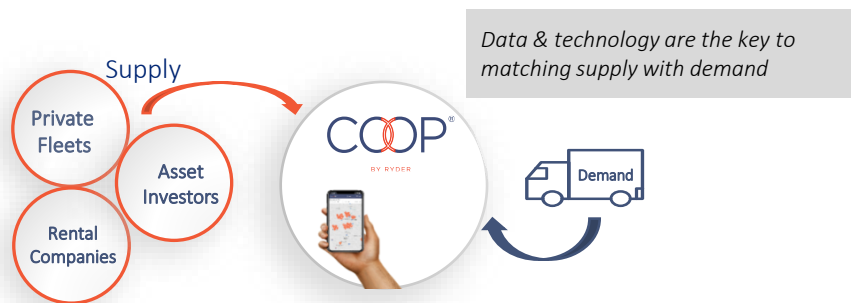 Data & technology are the key to
matching supply with demand
Supply
Private
Fleets
Asset
Investors
Rental
Companies
COOP®
BY RYDER
Demand